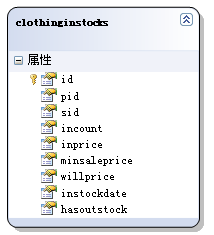 clothinginstocks
属性
id
pid
sid
incount
inprice
minsaleprice
willprice
instockdate
hasoutstock